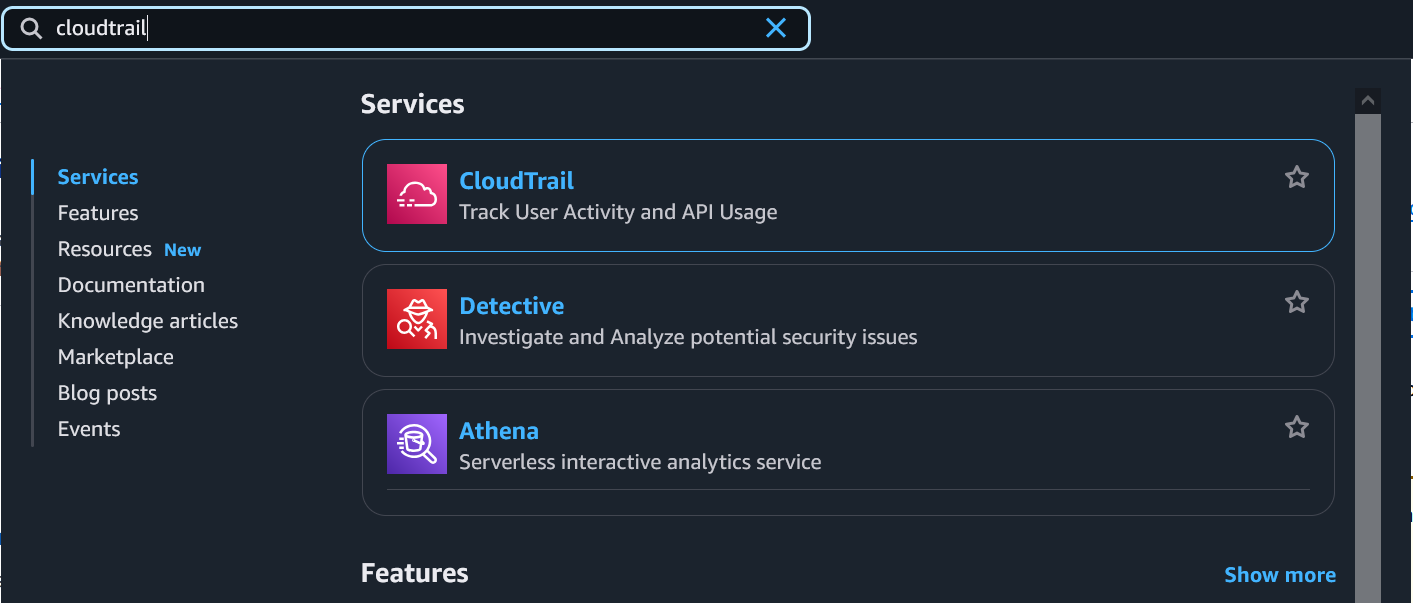 cloudtrail
Services
Features
Resources New
Documentation
Knowledge articles
Marketplace
Blog posts
Events
Services
CloudTrail
Track User Activity and API Usage
Detective
Investigate and Analyze potential security issues
Athena
Serverless interactive analytics service
Features
Show more